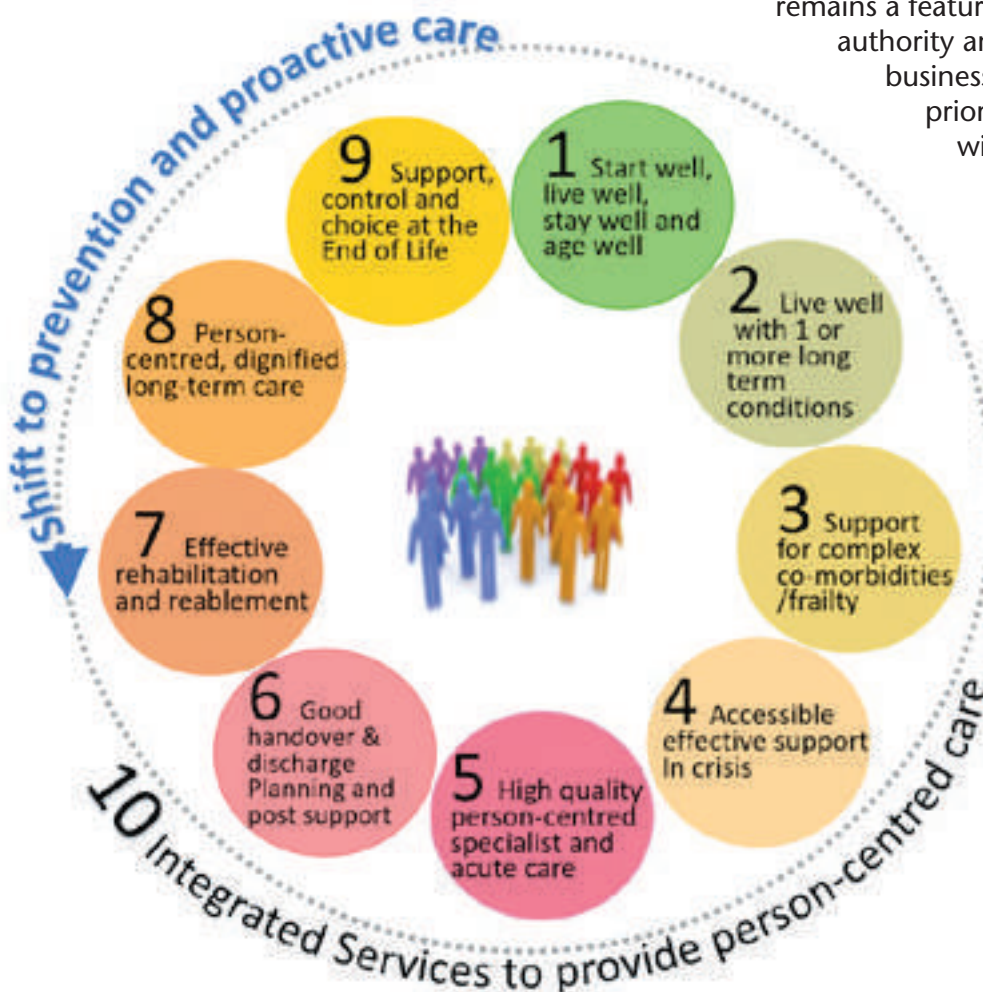 remains a featur
authority ar
business
prior
wi
Shift to prevention and proactive care
1 Start well,
live well,
stay well and
age well
2 Live well
with 1 or
more long
term
conditions
3 Support
for complex
co-morbidities
/frailty
4 Accessible
effective support
In crisis
5 High quality
person-centred
specialist and
acute care
6 Good
handover &
discharge
Planning and
post support
7 Effective
rehabilitation
and reablement
8 Person-
centred, dignified
long-term care
9 Support,
control and
choice at the
End of Life
10 Integrated Services to provide person-centred care